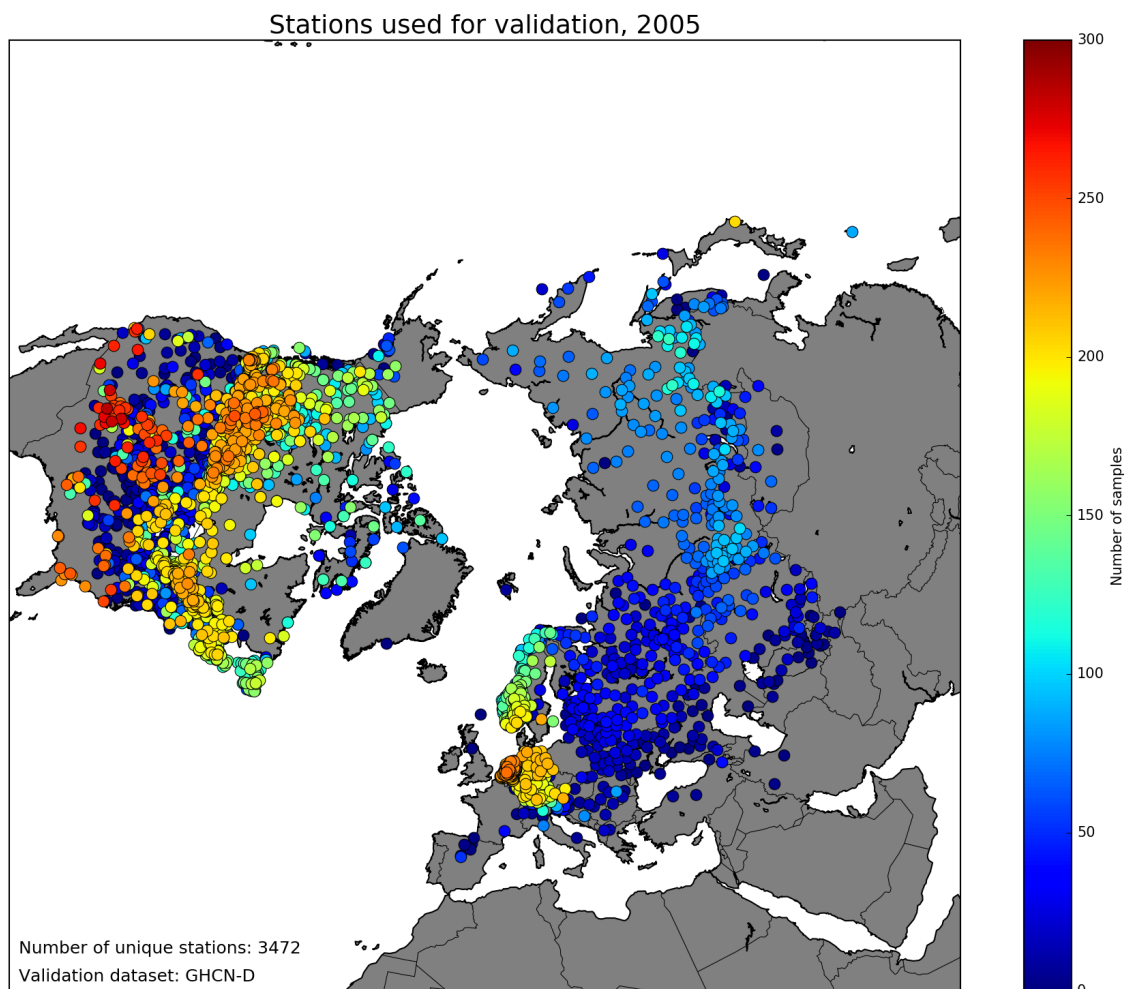 Stations used for validation, 2005
300
250
200
150
100
50
0
Number of samples
Number of unique stations: 3472
Validation dataset: GHCN-D